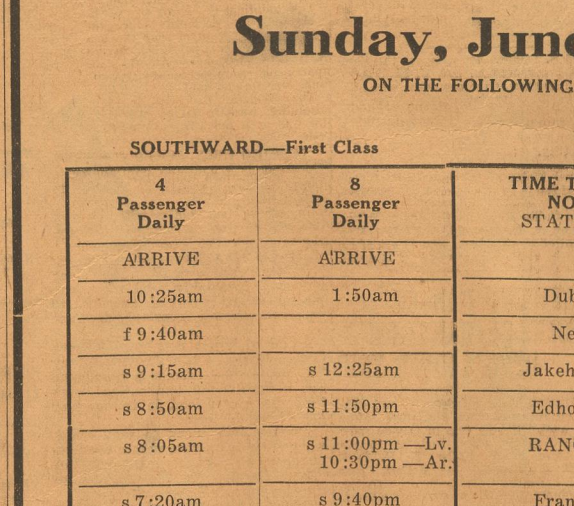 Sunday, June
ON THE FOLLOWING
SOUTHWARD—First Class
4 8 TIME T
Passenger Passenger NO
Daily Daily STAT
ARRIVE ARRIVE
10:25am 1:50am Dub
f 9:40am Ne
s 9:15am s 12:25am Jakeh
s 8:50am s 11:50pm Edho
s 8:05am s 11:00pm —Lv. RANG
10:30pm —Ar.
s 7:20am s 9:40pm Fran